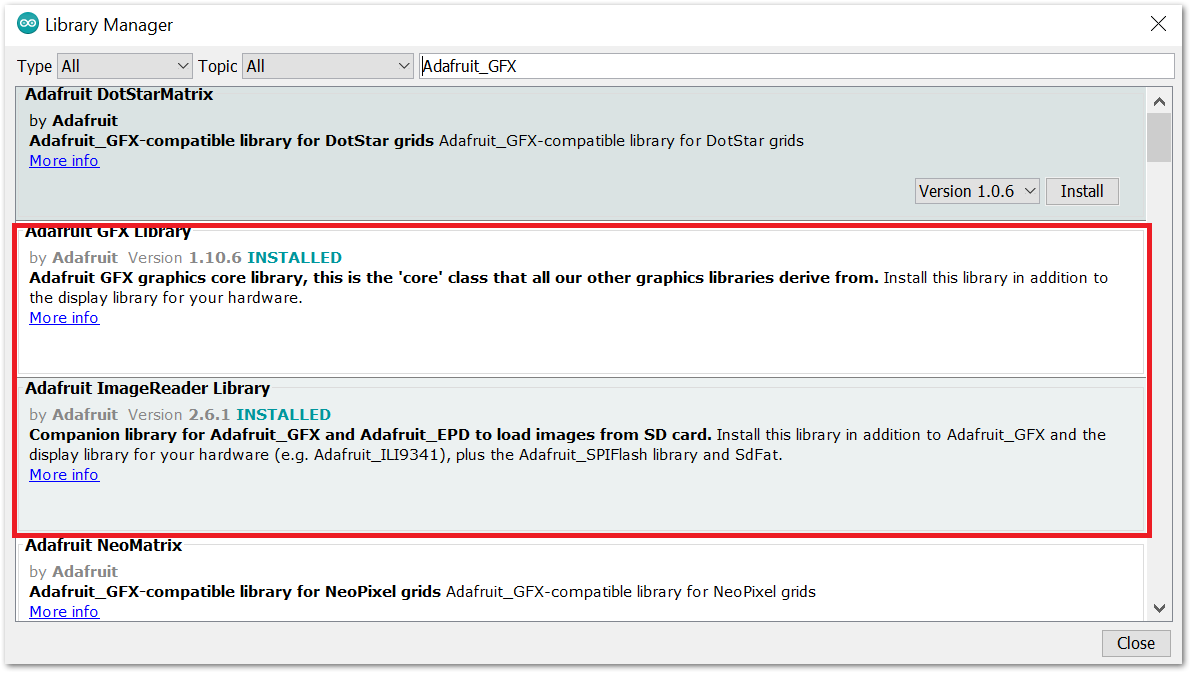 Library Manager
Type All Topic All Adafruit_GFX
Adafruit DotStarMatrix
by Adafruit
Adafruit_GFX-compatible library for DotStar grids Adafruit_GFX-compatible library for DotStar grids
More info
Version 1.0.6 Install
Adafruit GFX Library
by Adafruit Version 1.10.6 INSTALLED
Adafruit GFX graphics core library, this is the 'core' class that all our other graphics libraries derive from. Install this library in addition to
the display library for your hardware.
More info
Adafruit ImageReader Library
by Adafruit Version 2.6.1 INSTALLED
Companion library for Adafruit_GFX and Adafruit_EPD to load images from SD card. Install this library in addition to Adafruit_GFX and the
display library for your hardware (e.g. Adafruit_ILI9341), plus the Adafruit_SPIFlash library and SdFat.
More info
Adafruit NeoMatrix
by Adafruit
Adafruit_GFX-compatible library for NeoPixel grids Adafruit_GFX-compatible library for NeoPixel grids
More info
Close